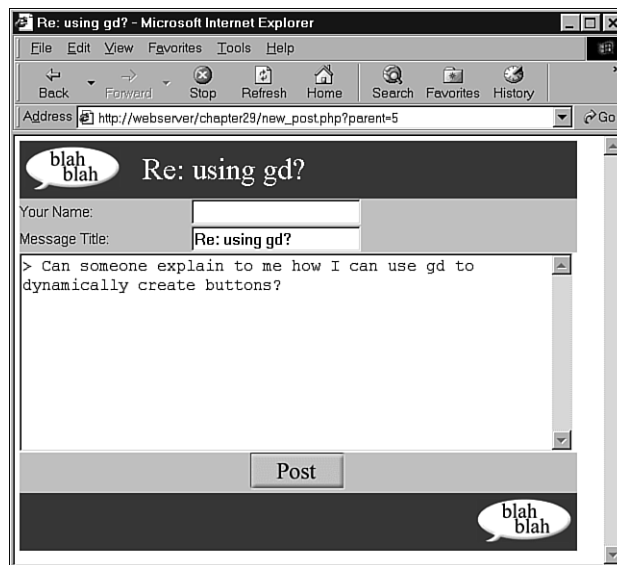 Re: using gd? - Microsoft Internet Explorer
File Edit View Favorites Tools Help
Back Forward Stop Refresh Home Search Favorites History
Address http://webserver/chapter29/new_post.php?parent=5 Go
blah
blah
Re: using gd?
Your Name:
Message Title: Re: using gd?
> Can someone explain to me how I can use gd to
dynamically create buttons?
Post
blah
blah